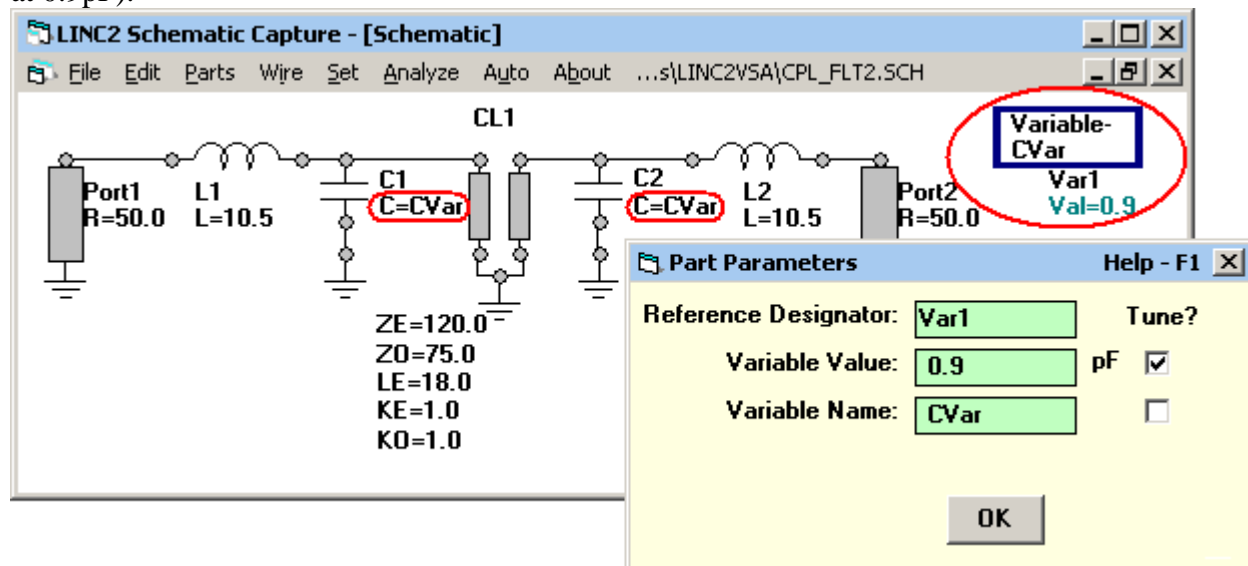 at 0.9pF).
LINC2 Schematic Capture - [Schematic]
File Edit Parts Wire Set Analyze Auto About ...s\LINC2VSA\CPL_FLT2.SCH
CL1
Variable-
CVar
Var1
Val=0.9
Port1
R=50.0
L1
L=10.5
C1
C=CVar
C2
C=CVar
L2
L=10.5
Port2
R=50.0
ZE=120.0
ZO=75.0
LE=18.0
KE=1.0
KO=1.0
Part Parameters Help - F1
Reference Designator: Var1 Tune?
Variable Value: 0.9 pF
Variable Name: CVar
OK